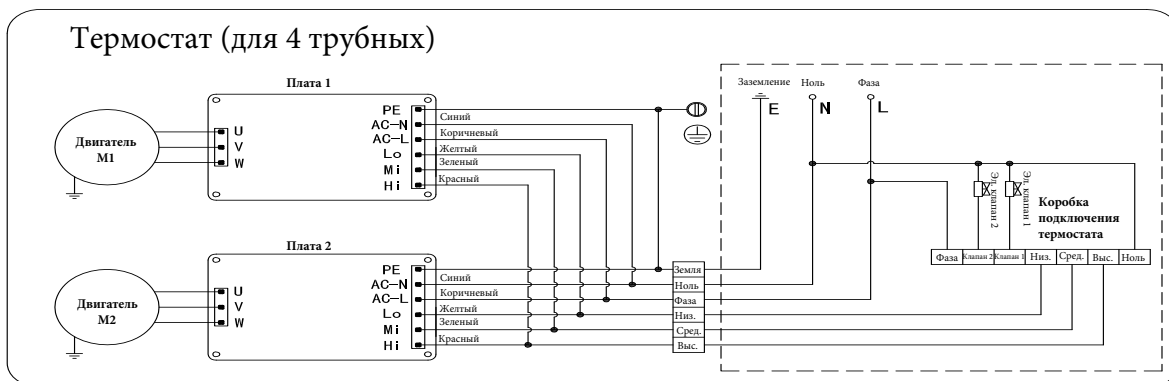 Термостат (для 4 трубных)
Плата 1
Двигатель
M1
U
V
W
PE
AC-N
AC-L
Lo
Mi
Hi
Синий
Коричневый
Желтый
Зеленый
Красный
Плата 2
Двигатель
M2
U
V
W
PE
AC-N
AC-L
Lo
Mi
Hi
Синий
Коричневый
Желтый
Зеленый
Красный
Земля
Ноль
Фаза
Низ.
Сред.
Выс.
Заземление
Ноль
Фаза
E
N
L
Эл. клапан 2
Эл. клапан 1
Коробка
подключения
термостата
Фаза
Клапан 2
Клапан 1
Низ.
Сред.
Выс.
Ноль